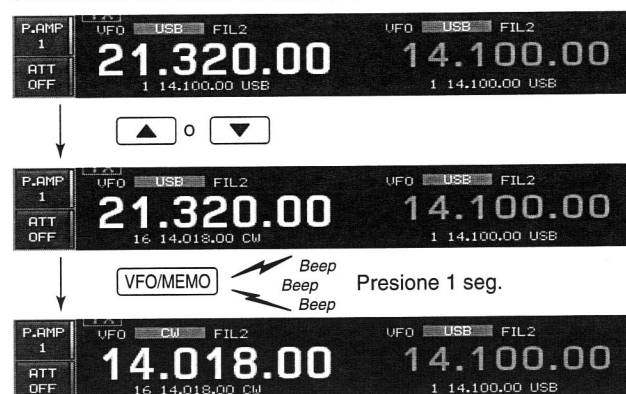 P.AMP
1
ATT
OFF
TX
VFO USB FIL2
21.320.00
1 14.100.00 USB
VFO USB FIL2
14.100.00
1 14.100.00 USB
▲ o ▼
P.AMP
1
ATT
OFF
TX
VFO USB FIL2
21.320.00
16 14.018.00 CW
VFO USB FIL2
14.100.00
1 14.100.00 USB
VFO/MEMO
Beep
Beep
Beep
Presione 1 seg.
P.AMP
1
ATT
OFF
TX
VFO CW FIL2
14.018.00
16 14.018.00 CW
VFO USB FIL2
14.100.00
1 14.100.00 USB